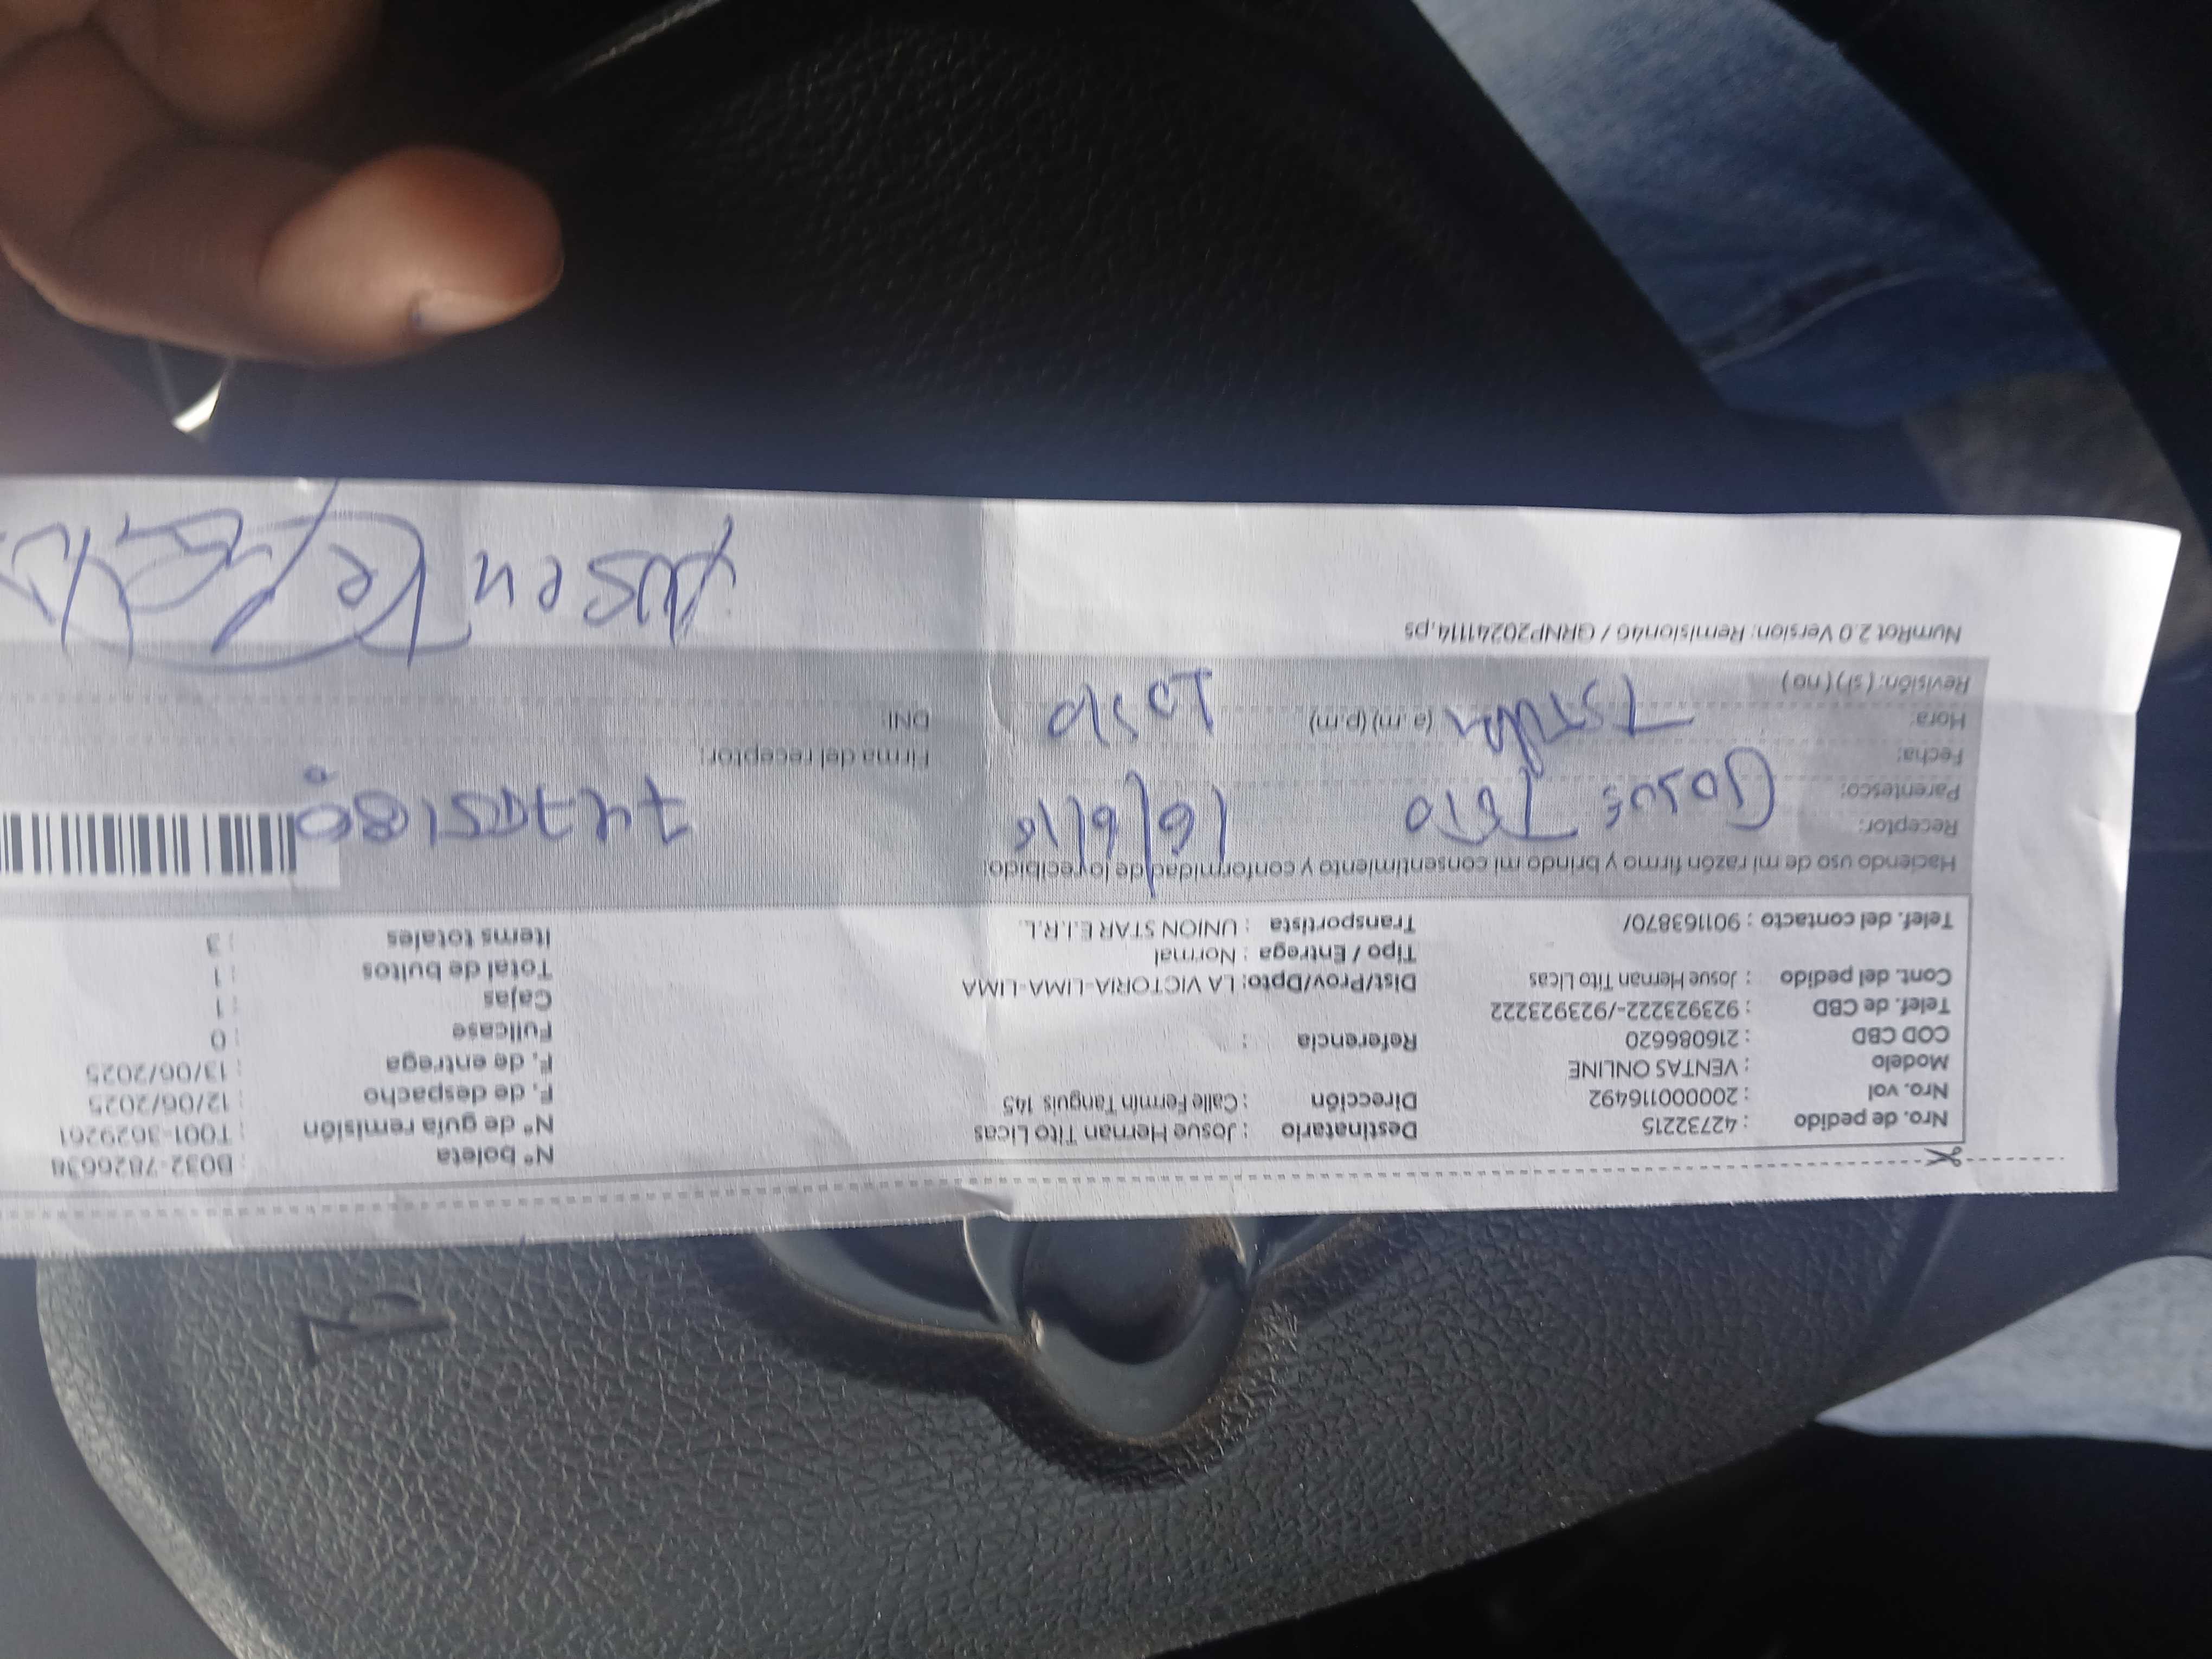 Nro. de pedido : 42732215
Nro. vol : 20000116492
Modelo : VENTAS ONLINE
COD CBD : 216086620
Telef. de CBD : 923923222-/923923222
Cont. del pedido : Josue Hernan Tito Licas
Telef. del contacto : 901163870/
Destinatario : Josue Hernan Tito Licas
Dirección : Calle Fermín Tanguis 145
Referencia :
Dist/Prov/Dpto: LA VICTORIA-LIMA-LIMA
Tipo / Entrega : Normal
Transportista : UNION STAR E.I.R.L.
N° boleta : B032-7826638
N° de guía remisión : T001-3629261
F. de despacho : 12/06/2025
F. de entrega : 13/06/2025
Fullcase : 0
Cajas : 1
Total de bultos : 1
Items totales : 3
Haciendo uso de mi razón firmo y brindo mi consentimiento y conformidad de lo recibido:
Receptor:
Parentesco:
Fecha:
Hora: (a.m) (p.m)
Revisión: ( sí ) ( no )
Firma del receptor:
DNI:
NumRot 2.0 Version: Remision46 / GRNP20241114.ps